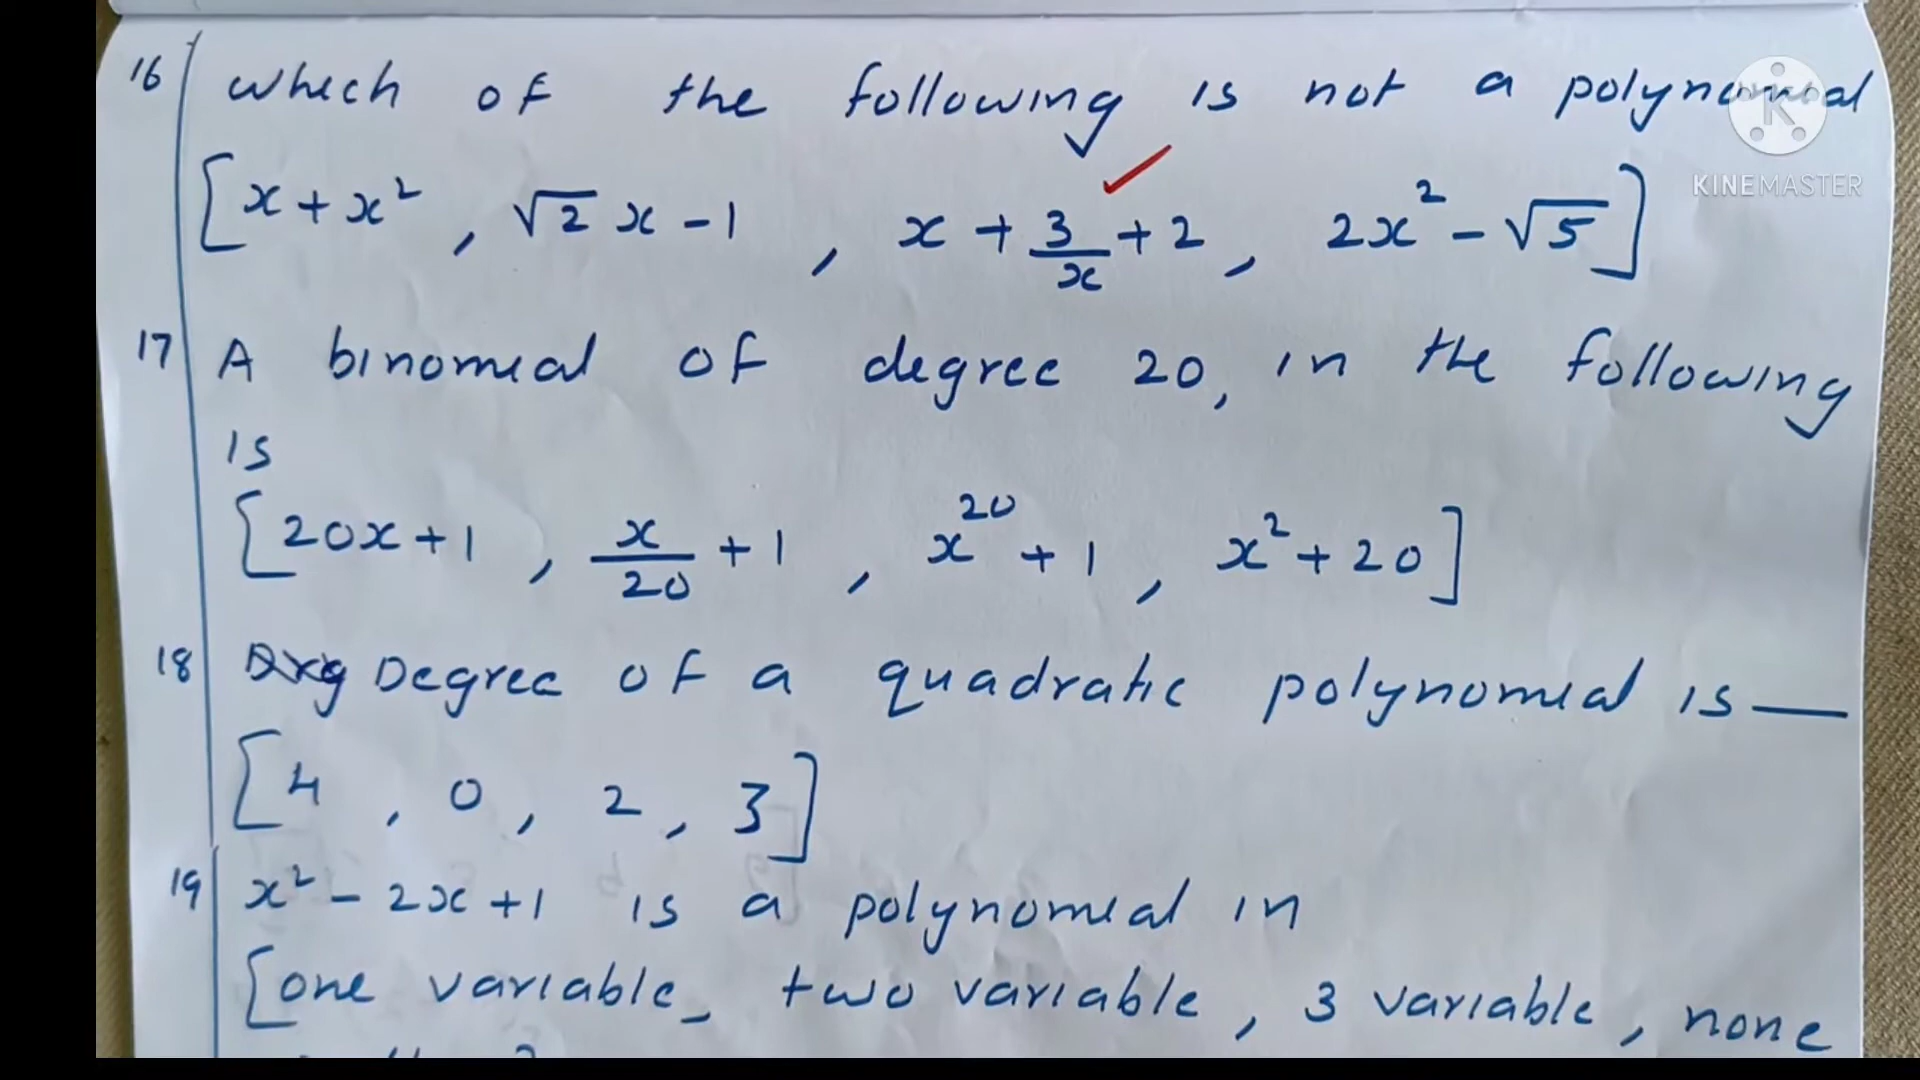 16 Which of the following is not a polynomial
[x + x², √2 x - 1, x + 3/x + 2, 2x² - √5]
17 A binomial of degree 20, in the following
is
[20x + 1, x/20 + 1, x²⁰ + 1, x² + 20]
18 Degree of a quadratic polynomial is —
[4, 0, 2, 3]
19 x² - 2x + 1 is a polynomial in
[one variable, two variable, 3 variable, none
KINEMASTER